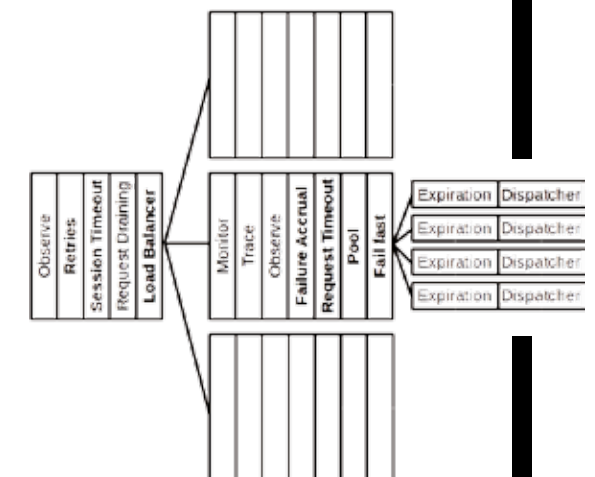 Observe
Retries
Session Timeout
Request Draining
Load Balancer
Monitor
Trace
Observe
Failure Accrual
Request Timeout
Pool
Fail fast
Expiration Dispatcher
Expiration Dispatcher
Expiration Dispatcher
Expiration Dispatcher